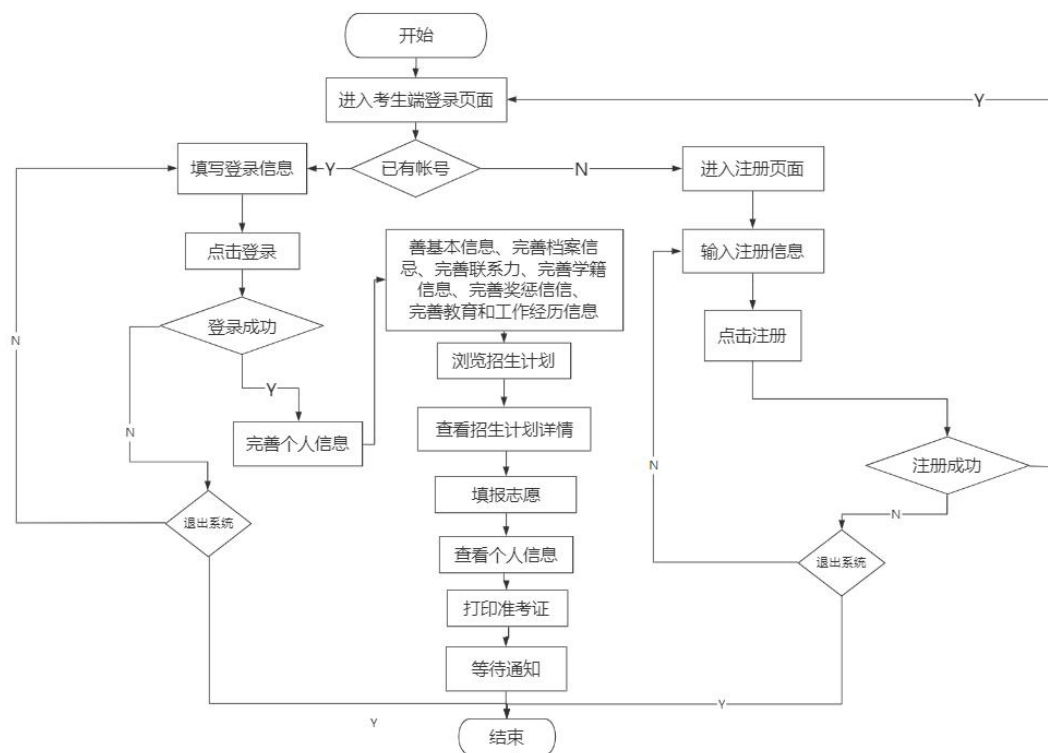 开始
进入考生端登录页面
Y
填写登录信息
Y
已有帐号
N
进入注册页面
点击登录
善基本信息、完善档案信
忌、完善联系力、完善学籍
信息、完善奖惩信信、
完善教育和工作经历信息
输入注册信息
登录成功
N
点击注册
浏览招生计划
Y
N
完善个人信息
查看招生计划详情
N
注册成功
填报志愿
N
退出系统
查看个人信息
退出系统
打印准考证
等待通知
Y
Y
结束